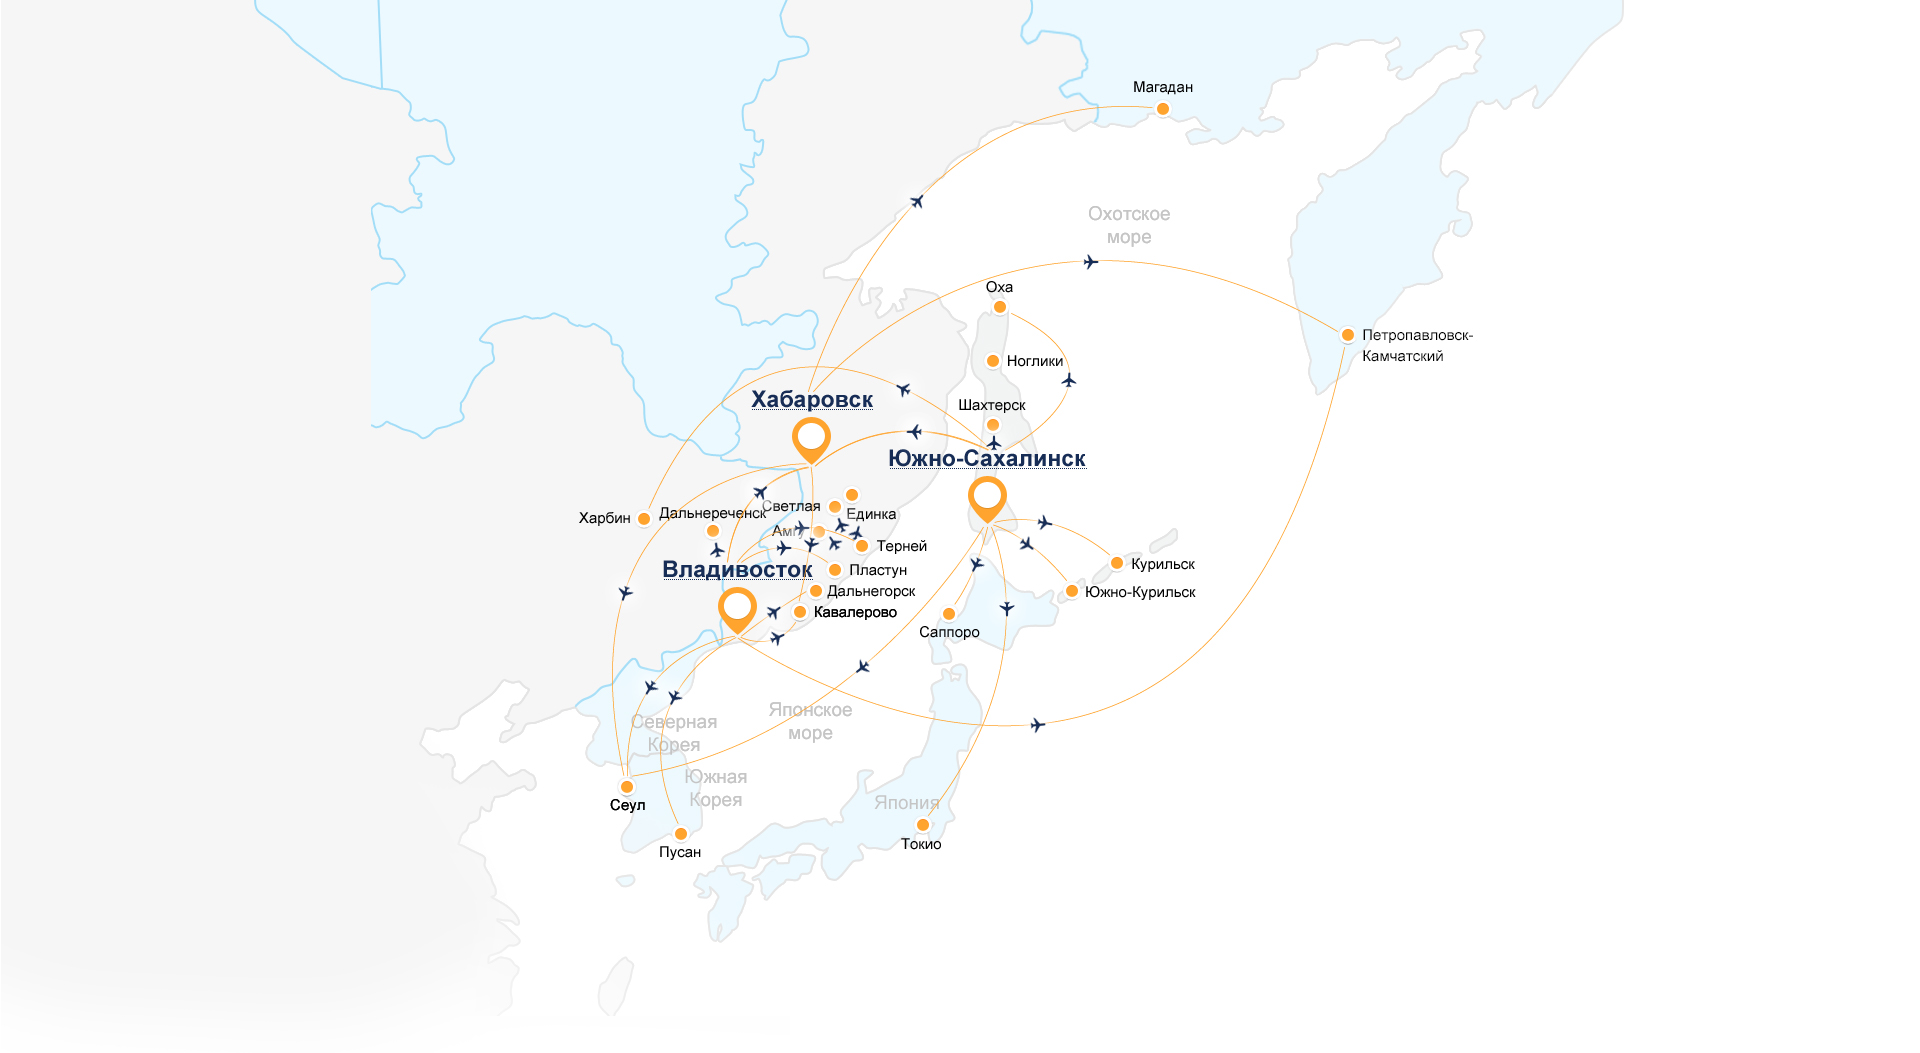 Магадан
Охотское
море
Оха
Петропавловск-
Камчатский
Ноглики
Хабаровск
Шахтерск
Южно-Сахалинск
Светлая
Дальнереченск
Единка
Харбин
Терней
Курильск
Владивосток
Пластун
Дальнегорск
Южно-Курильск
Кавалерово
Саппоро
Японское
море
Северная
Корея
Южная
Корея
Япония
Сеул
Токио
Пусан